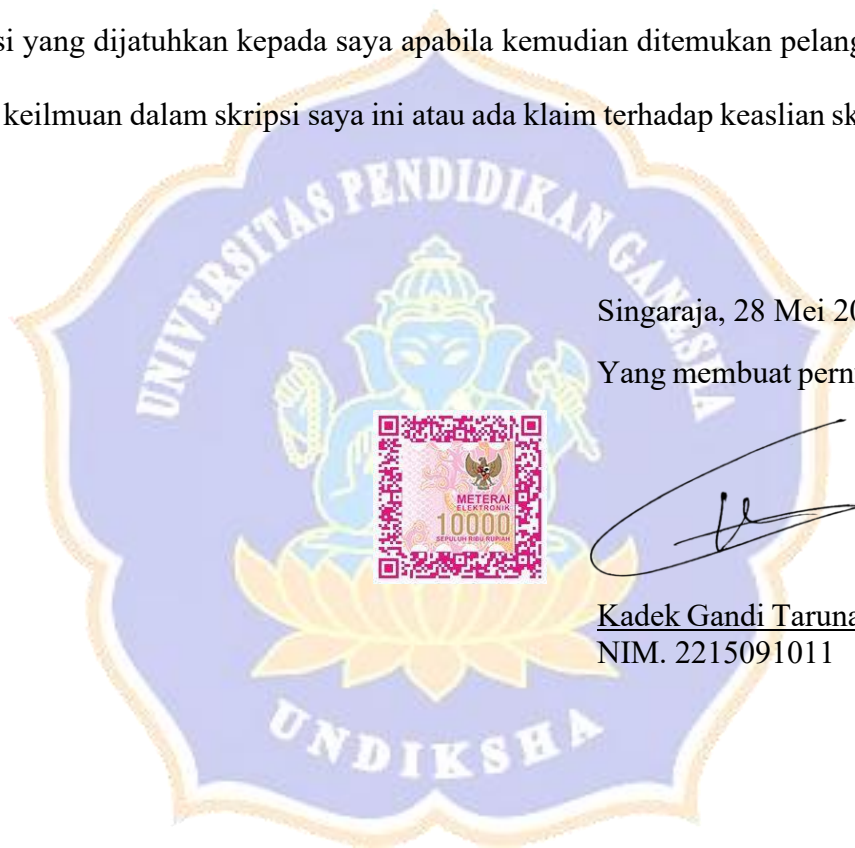 si yang dijatuhkan kepada saya apabila kemudian ditemukan pelang
keilmuan dalam skripsi saya ini atau ada klaim terhadap keaslian sk
UNIVERSITAS PENDIDIKAN GANESHA
Singaraja, 28 Mei 20
Yang membuat pern
METERAI
ELEKTRONIK
10000
SEPULUH RIBU RUPIAH
Kadek Gandi Taruna
NIM. 2215091011
UNDIKSHA